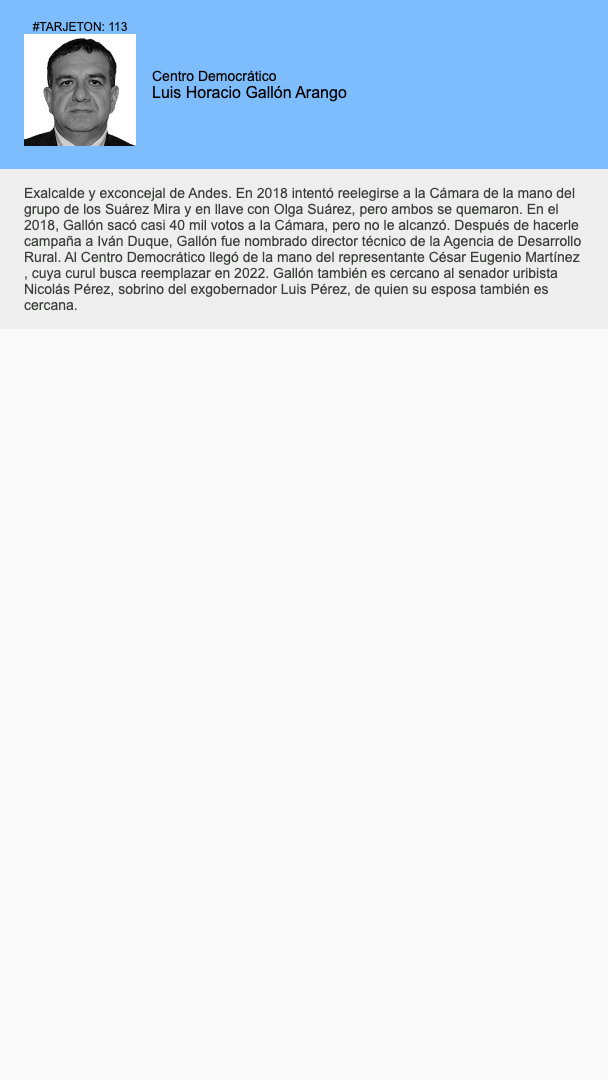 #TARJETON: 113
Centro Democrático
Luis Horacio Gallón Arango
Exalcalde y exconcejal de Andes. En 2018 intentó reelegirse a la Cámara de la mano del
grupo de los Suárez Mira y en llave con Olga Suárez, pero ambos se quemaron. En el
2018, Gallón sacó casi 40 mil votos a la Cámara, pero no le alcanzó. Después de hacerle
campaña a Iván Duque, Gallón fue nombrado director técnico de la Agencia de Desarrollo
Rural. Al Centro Democrático llegó de la mano del representante César Eugenio Martínez
, cuya curul busca reemplazar en 2022. Gallón también es cercano al senador uribista
Nicolás Pérez, sobrino del exgobernador Luis Pérez, de quien su esposa también es
cercana.